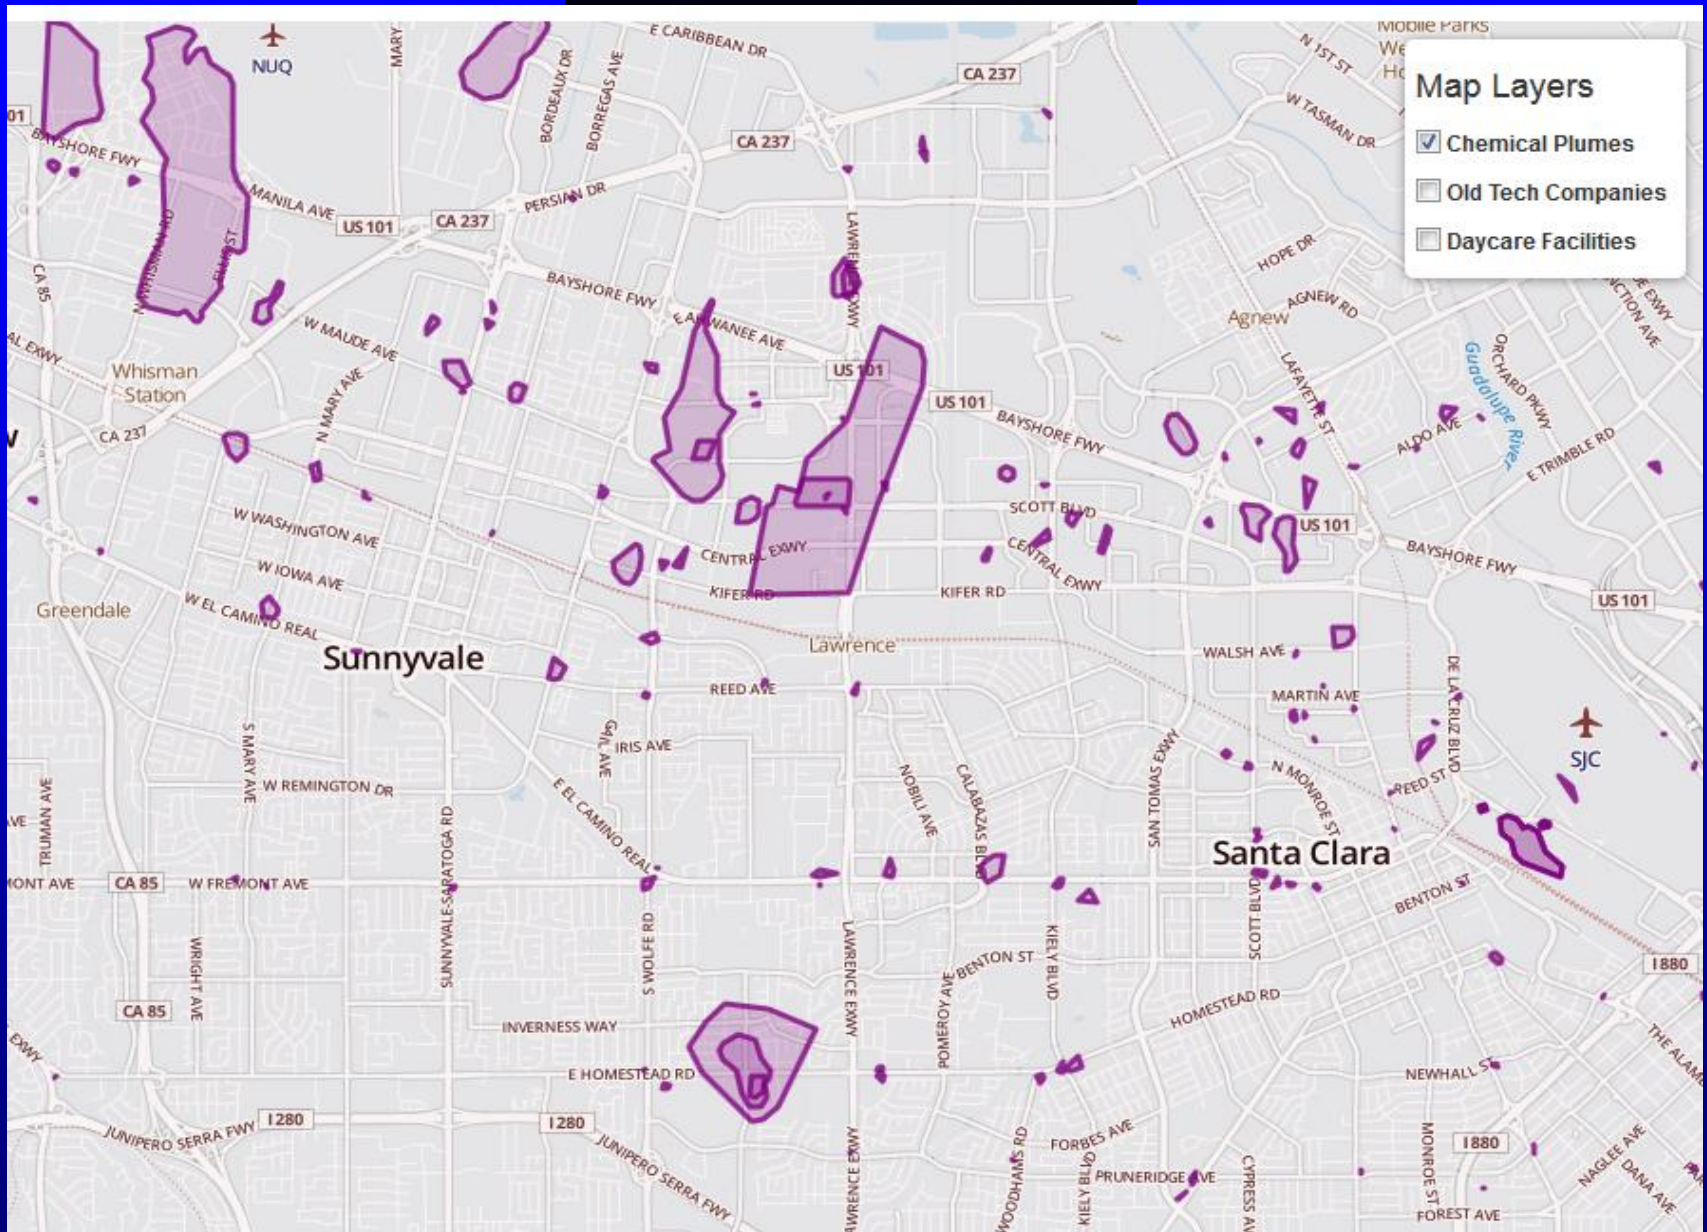 Mobile Parks
NUQ
MARY
E CARIBBEAN DR
BORDEAUX DR
BORREGAS AVE
CA 237
N 1ST ST
W TASMAN DR
Map Layers
Chemical Plumes
Old Tech Companies
Daycare Facilities
BAYSHORE FWY
CA 237
MANILA AVE
US 101
CA 237
PERSIAN DR
N WHISMAN RD
ELLIS ST
LAWRENCE EXWY
HOPE DR
CA 85
BAYSHORE FWY
AGNEW RD
Agnew
W MAUDE AVE
E AHWANEE AVE
US 101
Whisman
Station
N MARY AVE
LAFAYETTE ST
ORCHARD PKWY
Guadalupe River
US 101
BAYSHORE FWY
CA 237
ALDO AVE
E TRIMBLE RD
W WASHINGTON AVE
SCOTT BLVD
US 101
CENTRAL EXWY
CENTRAL EXWY
BAYSHORE FWY
W IOWA AVE
KIFER RD
KIFER RD
US 101
Greendale
W EL CAMINO REAL
Sunnyvale
Lawrence
WALSH AVE
REED AVE
MARTIN AVE
DE LA CRUZ BLVD
S MARY AVE
GAIL AVE
IRIS AVE
SJC
NOBILI AVE
CALABAZAS BLVD
SAN TOMAS EXWY
N MONROE ST
REED ST
TRUMAN AVE
W REMINGTON DR
SUNNYVALE-SARATOGA RD
E EL CAMINO REAL
Santa Clara
CA 85
W FREMONT AVE
SCOTT BLVD
BENTON ST
WRIGHT AVE
S WOLFE RD
LAWRENCE EXWY
POMEROY AVE
BENTON ST
KIELY BLVD
I 880
HOMESTEAD RD
CA 85
INVERNESS WAY
EXWY
E HOMESTEAD RD
NEWHALL ST
JUNIPERO SERRA FWY
I 280
I 280
JUNIPERO SERRA FWY
WOODHAMS RD
FORBES AVE
KIELY BLVD
PRUNERIDGE AVE
MONROE ST
I 880
NAGLEE AVE
DANA AVE
FOREST AVE